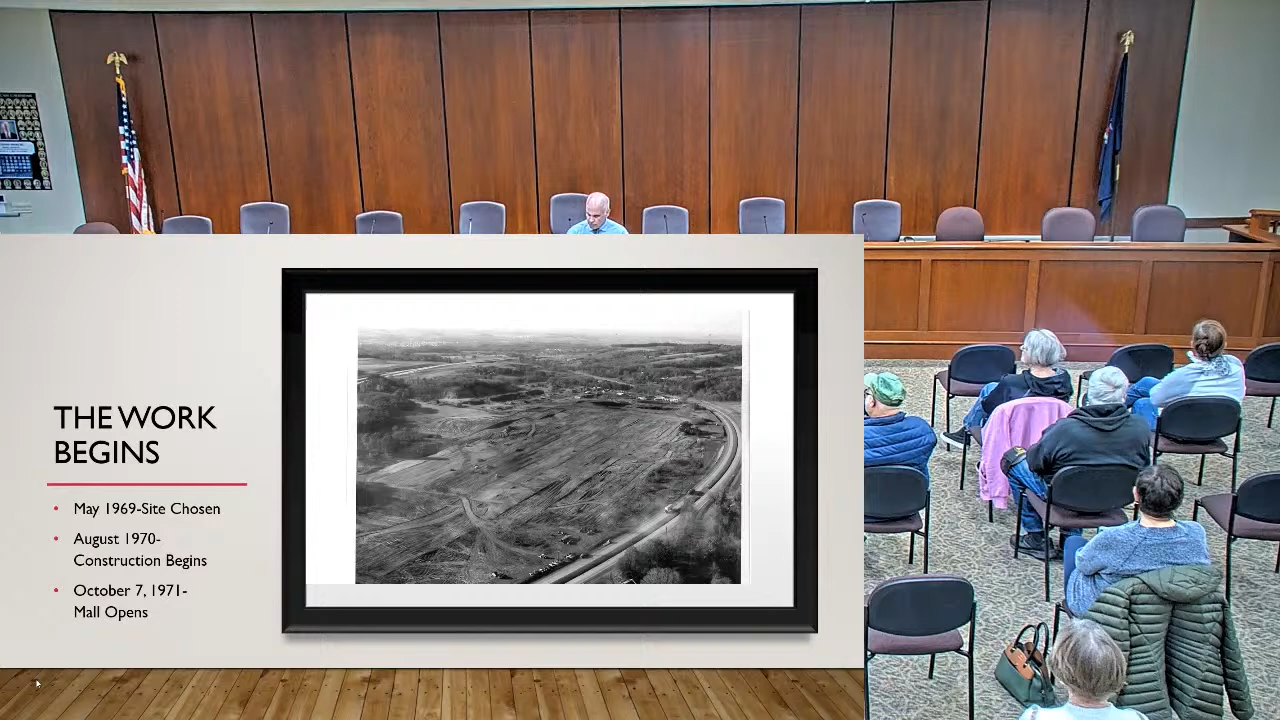 THE WORK
BEGINS
• May 1969-Site Chosen
• August 1970-
Construction Begins
• October 7, 1971-
Mall Opens